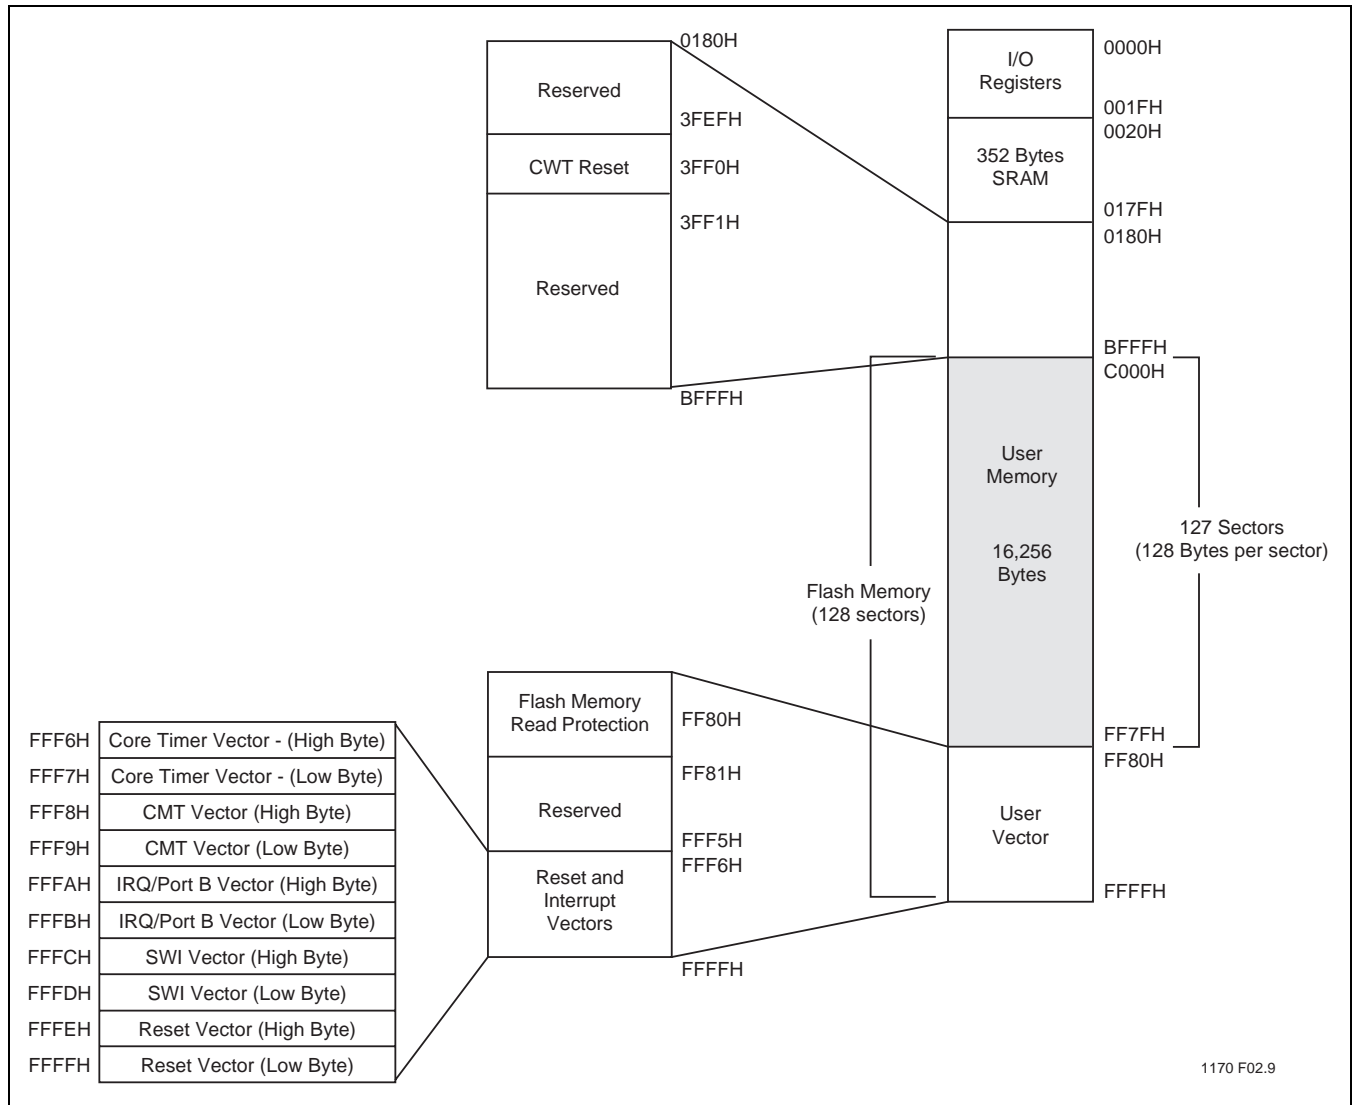 0180H
Reserved
3FEFH
CWT Reset
3FF0H
3FF1H
Reserved
BFFFH
I/O
Registers
0000H
001FH
0020H
352 Bytes
SRAM
017FH
0180H
BFFFH
C000H
User
Memory
16,256
Bytes
127 Sectors
(128 Bytes per sector)
Flash Memory
(128 sectors)
FF7FH
FF80H
User
Vector
FFFFH
Flash Memory
Read Protection
FF80H
FF81H
Reserved
FFF5H
FFF6H
Reset and
Interrupt
Vectors
FFFFH
FFF6H Core Timer Vector - (High Byte)
FFF7H Core Timer Vector - (Low Byte)
FFF8H CMT Vector (High Byte)
FFF9H CMT Vector (Low Byte)
FFFAH IRQ/Port B Vector (High Byte)
FFFBH IRQ/Port B Vector (Low Byte)
FFFCH SWI Vector (High Byte)
FFFDH SWI Vector (Low Byte)
FFFEH Reset Vector (High Byte)
FFFFH Reset Vector (Low Byte)
1170 F02.9